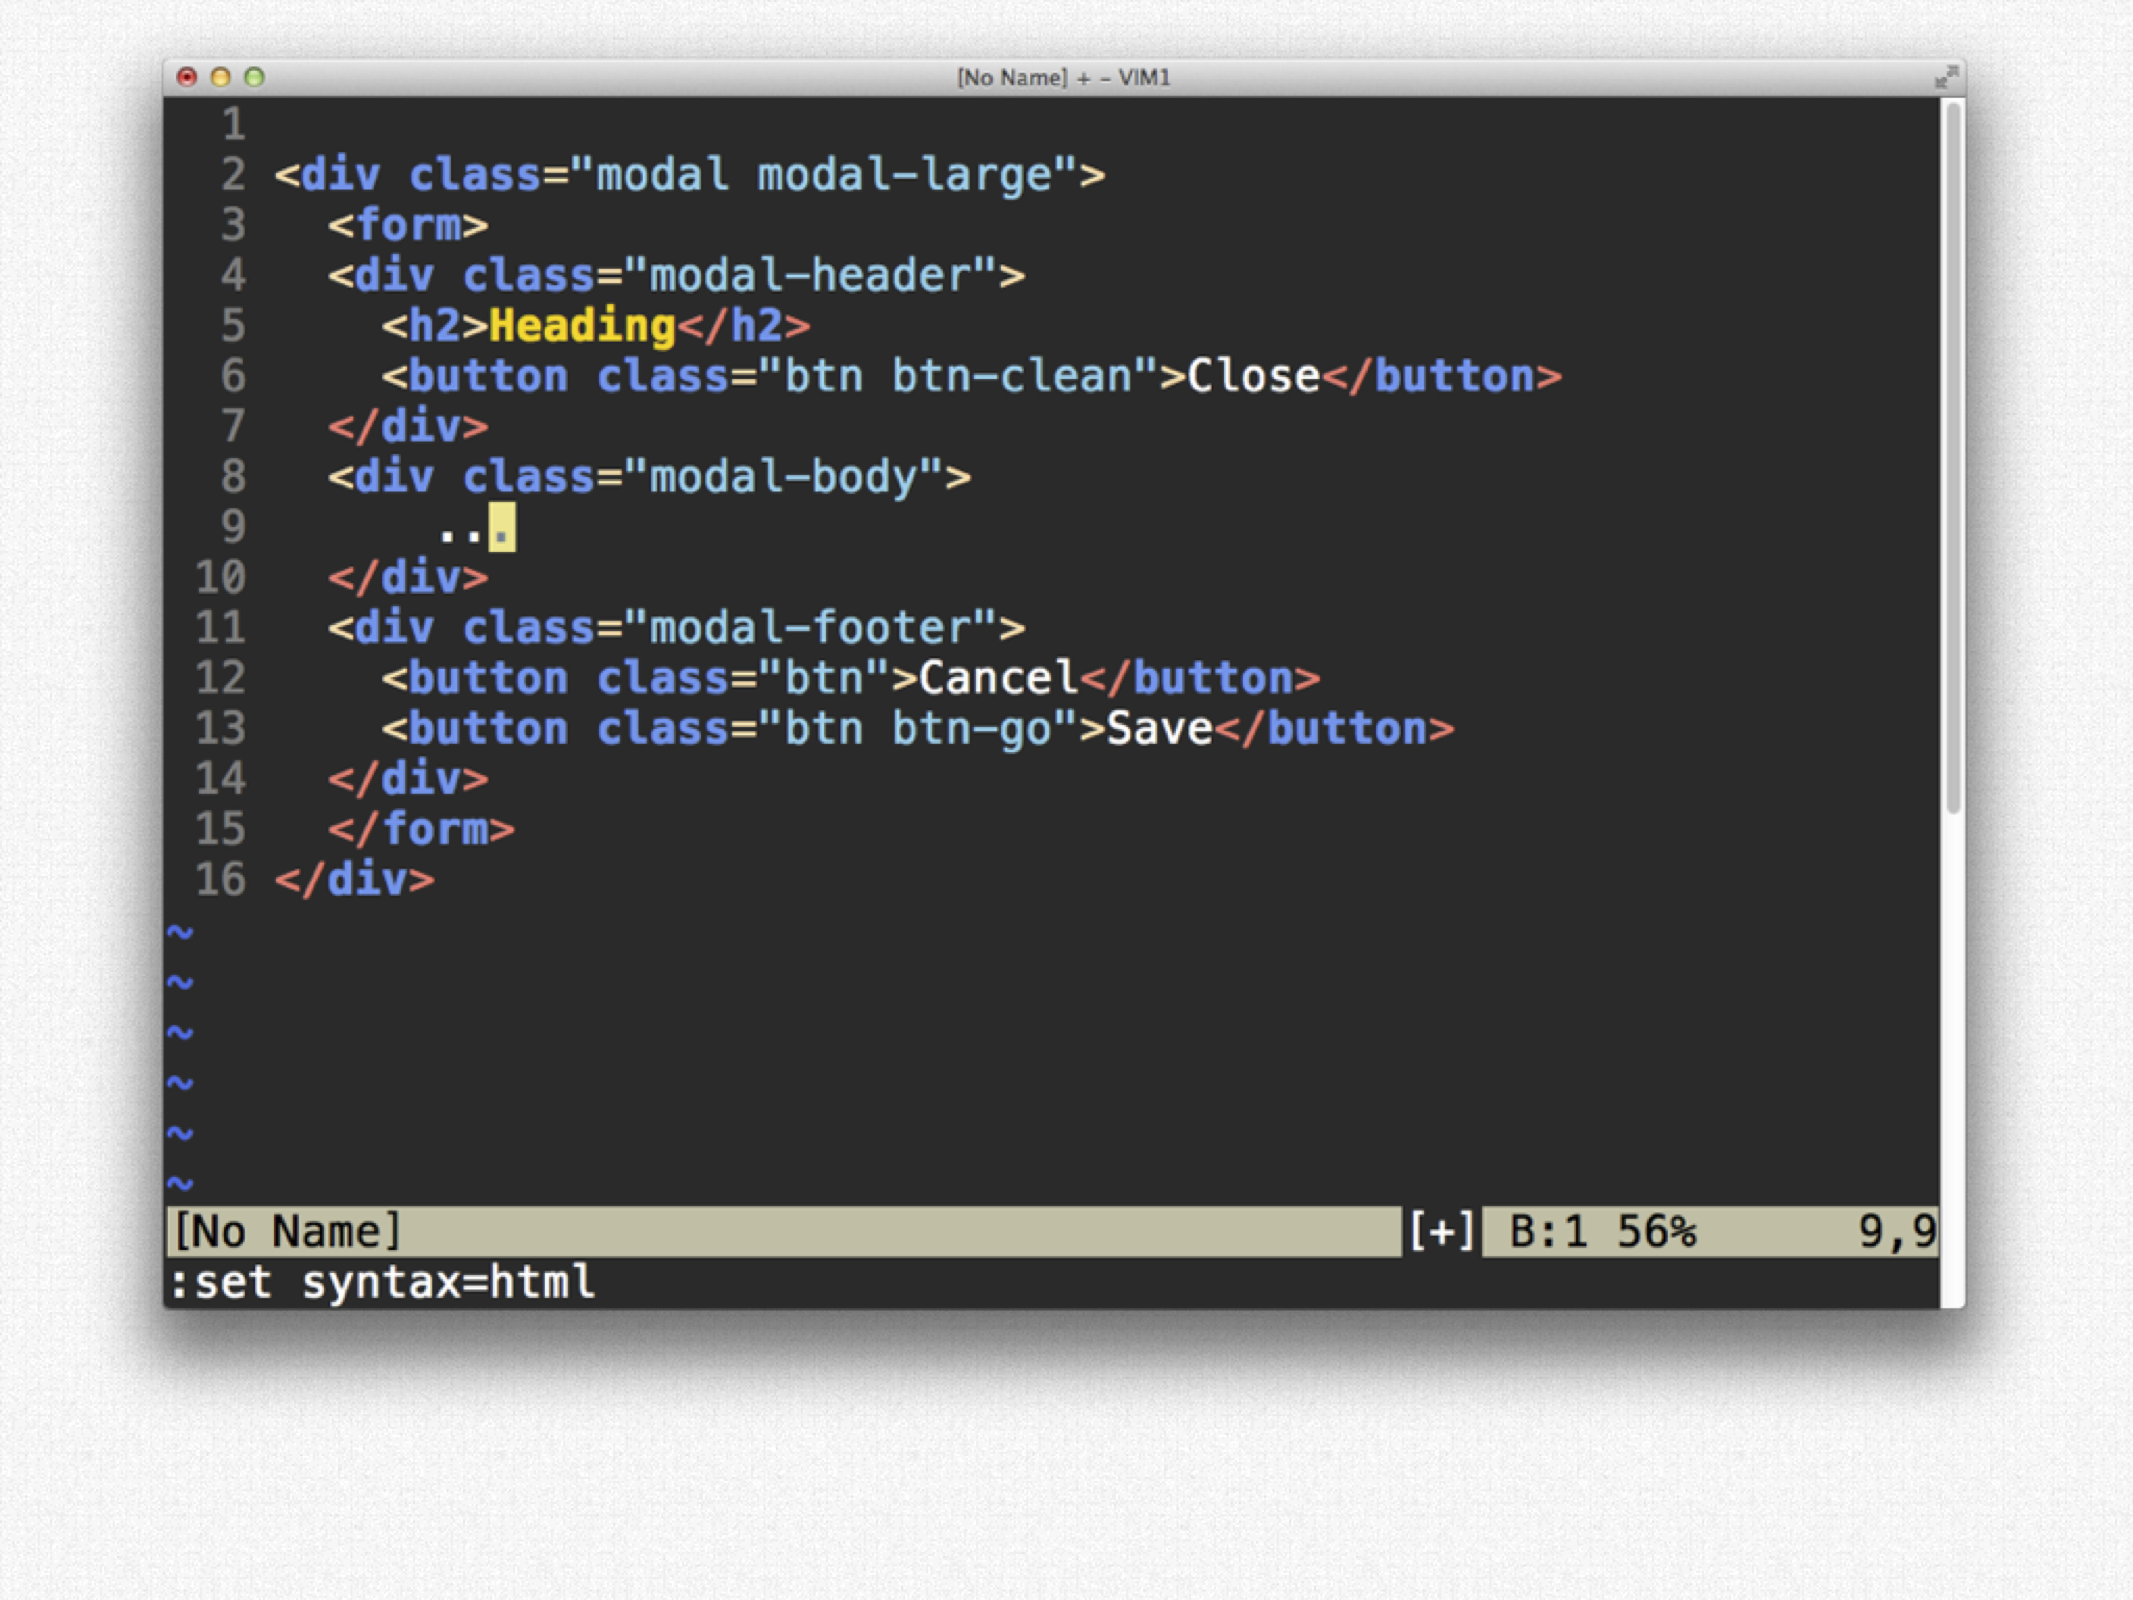 [No Name] + – VIM1
1
2 <div class="modal modal-large">
3   <form>
4   <div class="modal-header">
5     <h2>Heading</h2>
6     <button class="btn btn-clean">Close</button>
7   </div>
8   <div class="modal-body">
9       ...
10   </div>
11   <div class="modal-footer">
12     <button class="btn">Cancel</button>
13     <button class="btn btn-go">Save</button>
14   </div>
15   </form>
16 </div>
~
~
~
~
~
~
[No Name] [+] B:1 56% 9,9
:set syntax=html